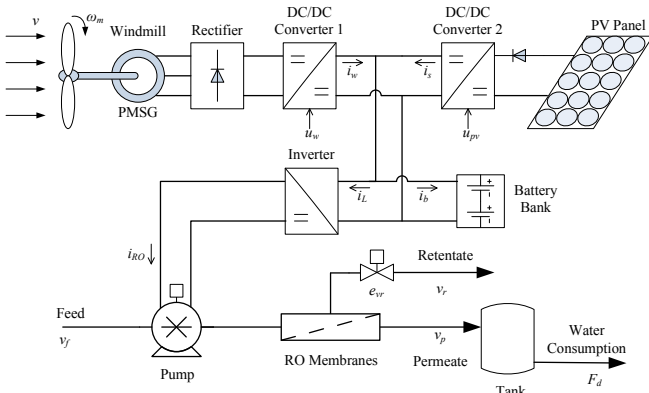 v
ω_m
Windmill
PMSG
Rectifier
DC/DC
Converter 1
i_w
u_w
i_s
DC/DC
Converter 2
u_pv
PV Panel
Inverter
i_L
i_b
Battery
Bank
i_RO
Feed
v_f
Pump
e_vr
Retentate
v_r
RO Membranes
v_p
Permeate
Tank
Water
Consumption
F_d